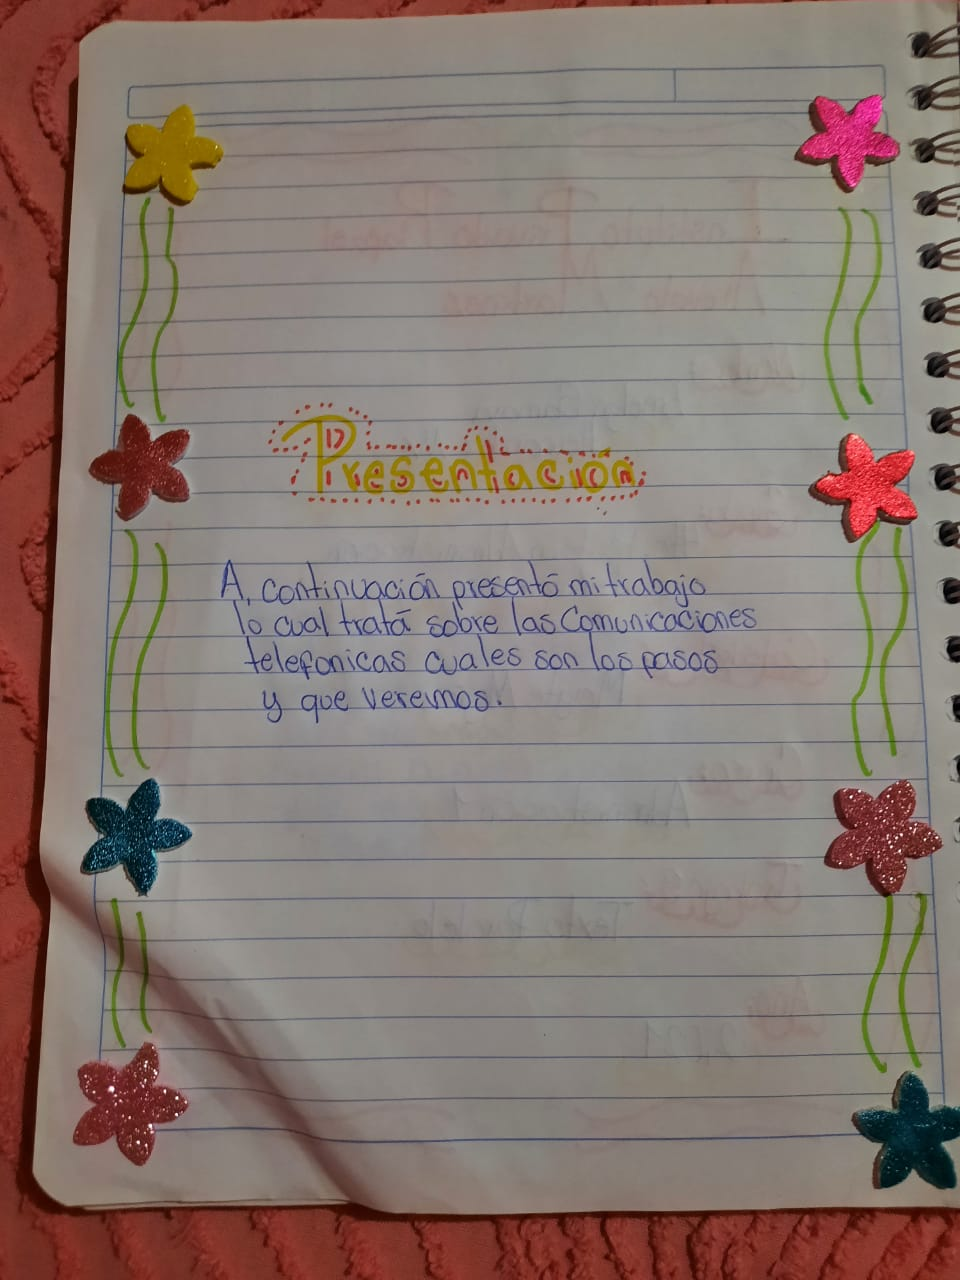 Presentación
A, continuación presentó mi trabajo
lo cual tratá sobre las Comunicaciones
telefonicas cuales son los pasos
y que veremos.